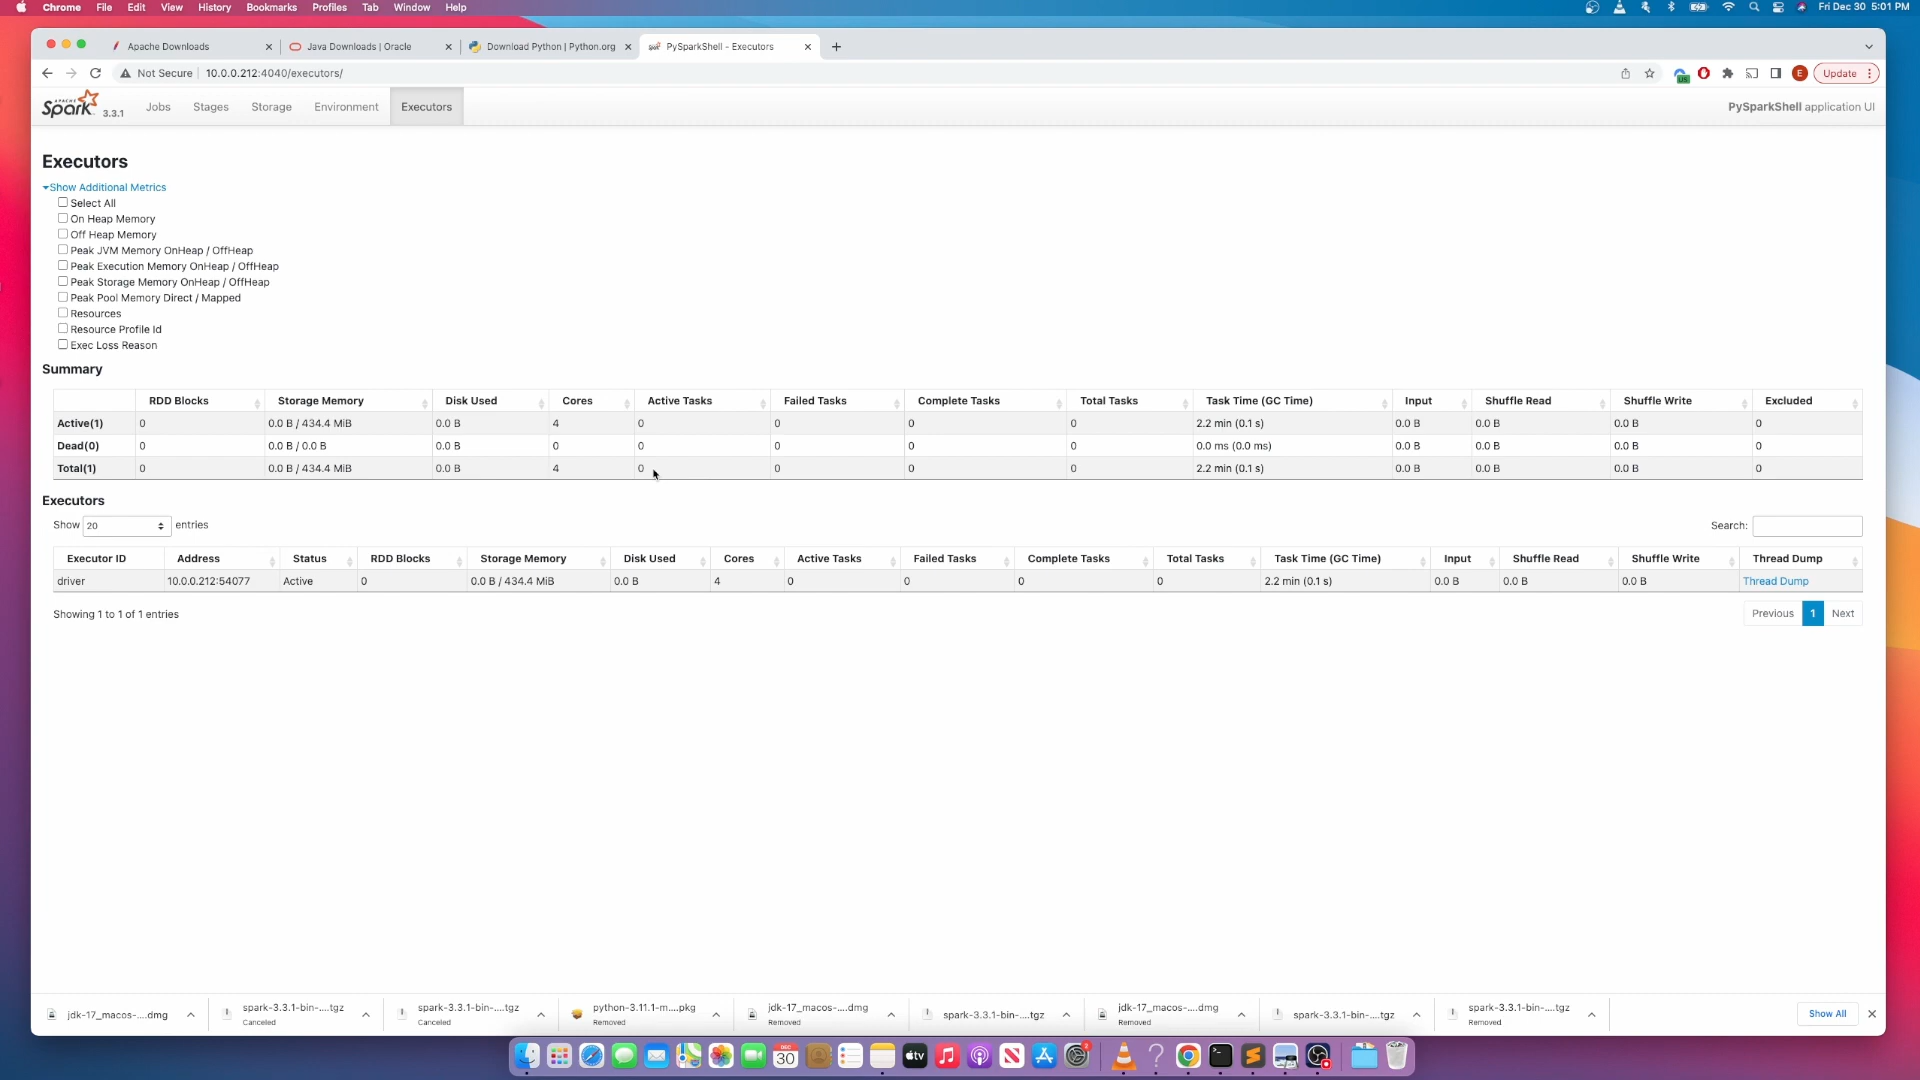 Chrome File Edit View History Bookmarks Profiles Tab Window Help Fri Dec 30 5:01 PM
Apache Downloads Java Downloads | Oracle Download Python | Python.org PySparkShell - Executors
Not Secure 10.0.0.212:4040/executors/ E Update
APACHE Spark 3.3.1 Jobs Stages Storage Environment Executors PySparkShell application UI
Executors
Show Additional Metrics
Select All
On Heap Memory
Off Heap Memory
Peak JVM Memory OnHeap / OffHeap
Peak Execution Memory OnHeap / OffHeap
Peak Storage Memory OnHeap / OffHeap
Peak Pool Memory Direct / Mapped
Resources
Resource Profile Id
Exec Loss Reason
Summary
RDD Blocks Storage Memory Disk Used Cores Active Tasks Failed Tasks Complete Tasks Total Tasks Task Time (GC Time) Input Shuffle Read Shuffle Write Excluded
Active(1) 0 0.0 B / 434.4 MiB 0.0 B 4 0 0 0 0 2.2 min (0.1 s) 0.0 B 0.0 B 0.0 B 0
Dead(0) 0 0.0 B / 0.0 B 0.0 B 0 0 0 0 0 0.0 ms (0.0 ms) 0.0 B 0.0 B 0.0 B 0
Total(1) 0 0.0 B / 434.4 MiB 0.0 B 4 0 0 0 0 2.2 min (0.1 s) 0.0 B 0.0 B 0.0 B 0
Executors
Show 20 entries Search:
Executor ID Address Status RDD Blocks Storage Memory Disk Used Cores Active Tasks Failed Tasks Complete Tasks Total Tasks Task Time (GC Time) Input Shuffle Read Shuffle Write Thread Dump
driver 10.0.0.212:54077 Active 0 0.0 B / 434.4 MiB 0.0 B 4 0 0 0 0 2.2 min (0.1 s) 0.0 B 0.0 B 0.0 B Thread Dump
Showing 1 to 1 of 1 entries Previous 1 Next
jdk-17_macos-....dmg spark-3.3.1-bin-....tgz spark-3.3.1-bin-....tgz python-3.11.1-m....pkg jdk-17_macos-....dmg spark-3.3.1-bin-....tgz jdk-17_macos-....dmg spark-3.3.1-bin-....tgz spark-3.3.1-bin-....tgz Show All
Canceled Canceled Removed Removed Removed Removed
DEC 30 tv 2